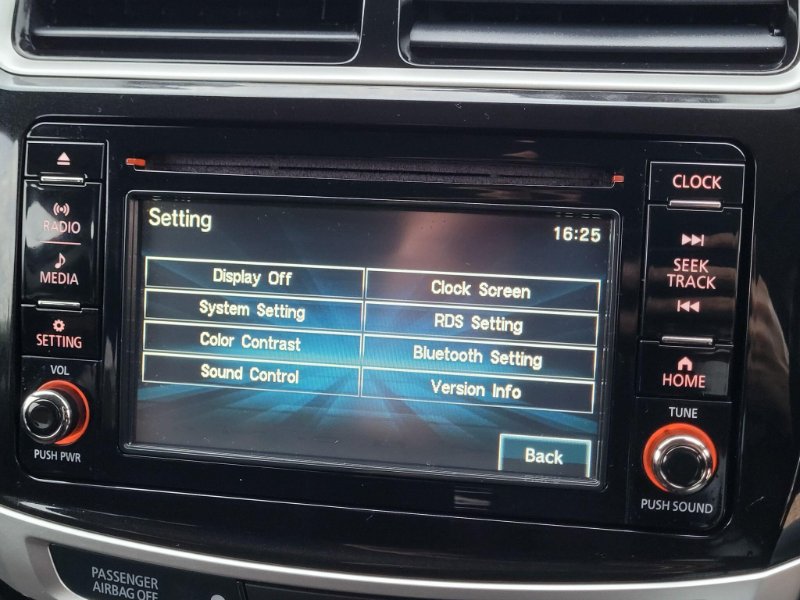 RADIO
MEDIA
SETTING
VOL
PUSH PWR
Setting
16:25
Display Off
Clock Screen
System Setting
RDS Setting
Color Contrast
Bluetooth Setting
Sound Control
Version Info
Back
CLOCK
SEEK
TRACK
HOME
TUNE
PUSH SOUND
PASSENGER
AIRBAG OFF